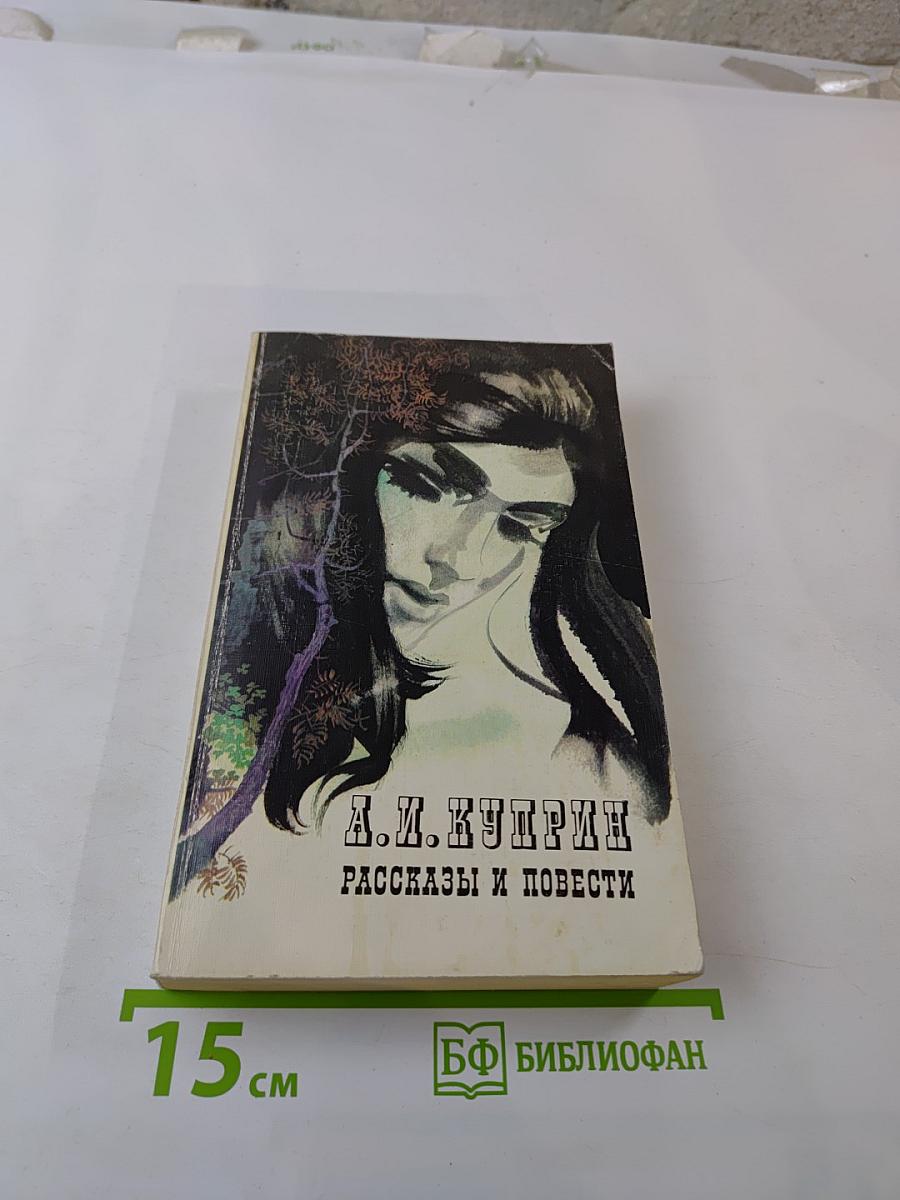 А.И.КУПРИН
РАССКАЗЫ И ПОВЕСТИ
15 см
БФ БИБЛИОФАН